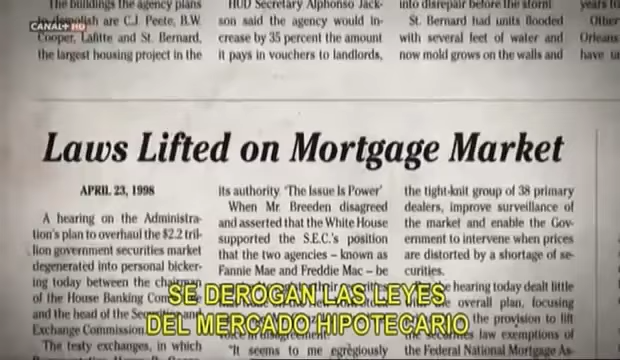 The buildings the agency plans
to demolish are C.J. Peete, B.W.
Cooper, Lafitte and St. Bernard,
the largest housing project in the
HUD Secretary Alphonso Jack-
son said the agency would in-
crease by 35 percent the amount
it pays in vouchers to landlords,
into disrepair before the storm
St. Bernard had units flooded
with several feet of water and
now mold grows on the walls and
years to
Other
Orleans
have
CANAL+ HD
Laws Lifted on Mortgage Market
APRIL 23, 1998
A hearing on the Administra-
tion's plan to overhaul the $2.2 tril-
lion government securities market
degenerated into personal bicker-
ing today between the chairman
of the House Banking
and the head of the
Exchange Commission
The testy exchanges, in which
its authority. 'The Issue Is Power'
When Mr. Breeden disagreed
and asserted that the White House
supported the S.E.C.'s position
that the two agencies – known as
Fannie Mae and Freddie Mac – be
"It seems to me egregiously
the tight-knit group of 38 primary
dealers, improve surveillance of
the market and enable the Gov-
ernment to intervene when prices
are distorted by a shortage of se-
curities.
hearing today dealt little
overall plan, focusing
the provision to lift
law exemptions of
the Federal National Mortgage As-
SE DEROGAN LAS LEYES
DEL MERCADO HIPOTECARIO